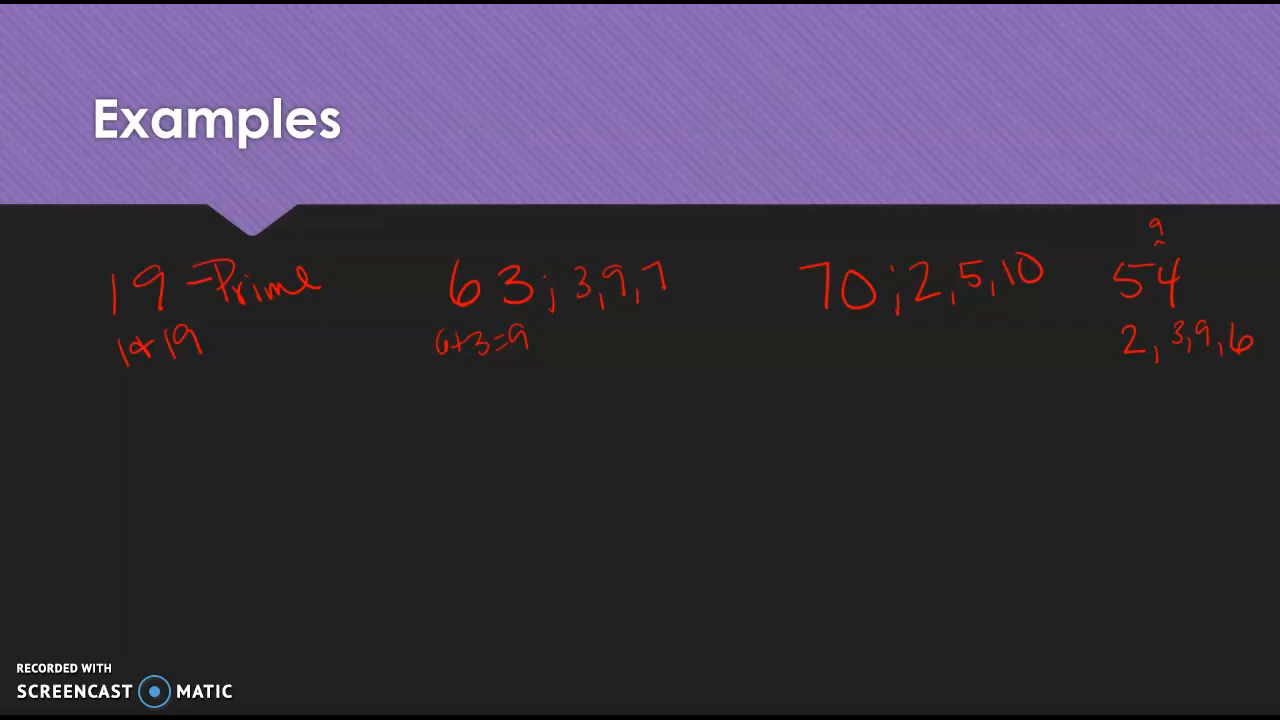 Examples
9
19 = Prime 63; 3, 9, 7 70; 2, 5, 10 54
1 & 19 6+3=9 2, 3, 9, 6
RECORDED WITH
SCREENCAST MATIC